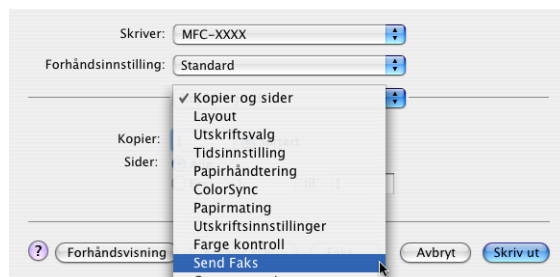 Skriver: MFC-XXXX
Forhåndsinnstilling: Standard
✓ Kopier og sider
Layout
Kopier: Utskriftsvalg
Tidsinnstilling
Sider: Papirhåndtering
ColorSync
Papirmating
Utskriftsinnstillinger
Farge kontroll
Send Faks
? Forhåndsvisning Avbryt Skriv ut